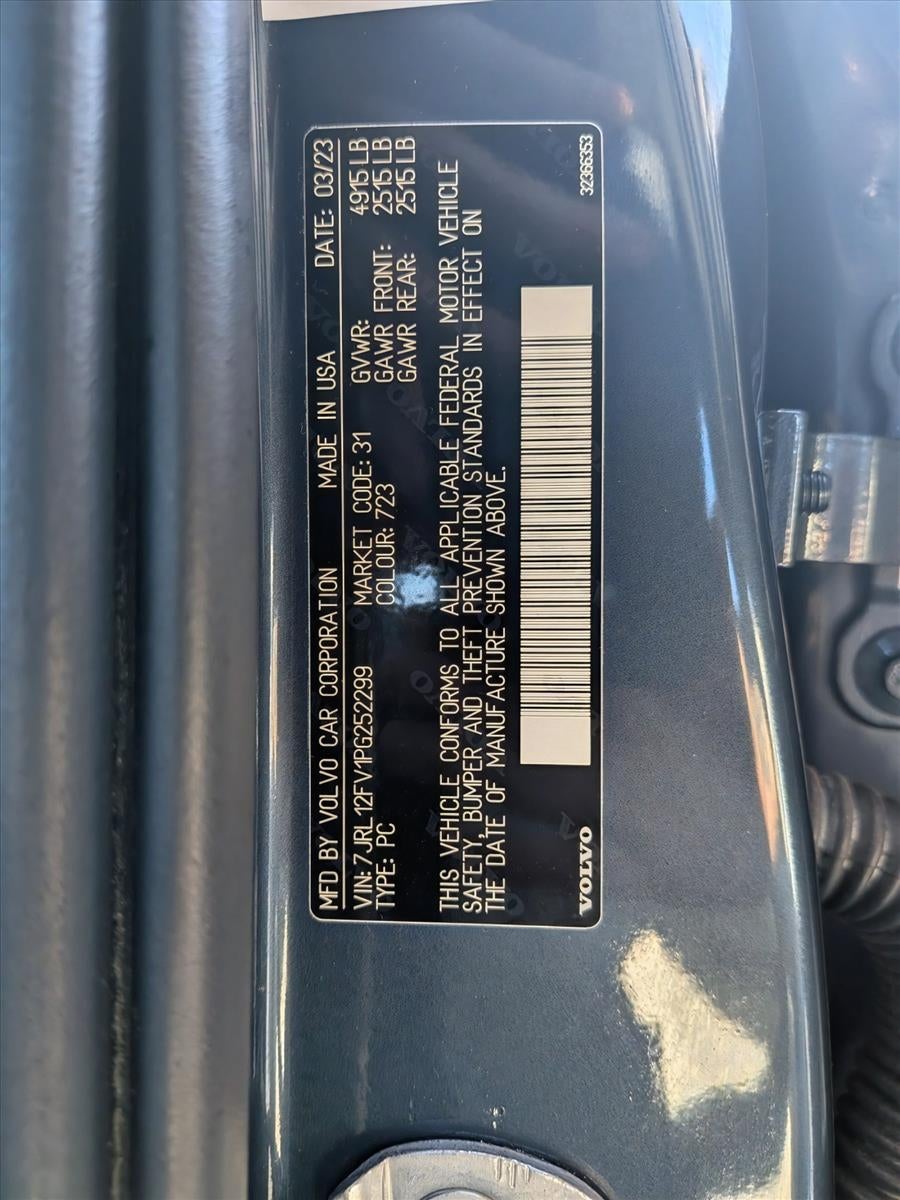 MFD BY VOLVO CAR CORPORATION MADE IN USA DATE: 03/23
VIN: 7JRL12FV1PG252299 MARKET CODE: 31 GVWR: 4915 LB
TYPE: PC COLOUR: 723 GAWR FRONT: 2515 LB
GAWR REAR: 2515 LB
THIS VEHICLE CONFORMS TO ALL APPLICABLE FEDERAL MOTOR VEHICLE
SAFETY, BUMPER AND THEFT PREVENTION STANDARDS IN EFFECT ON
THE DATE OF MANUFACTURE SHOWN ABOVE.
VOLVO 32366353